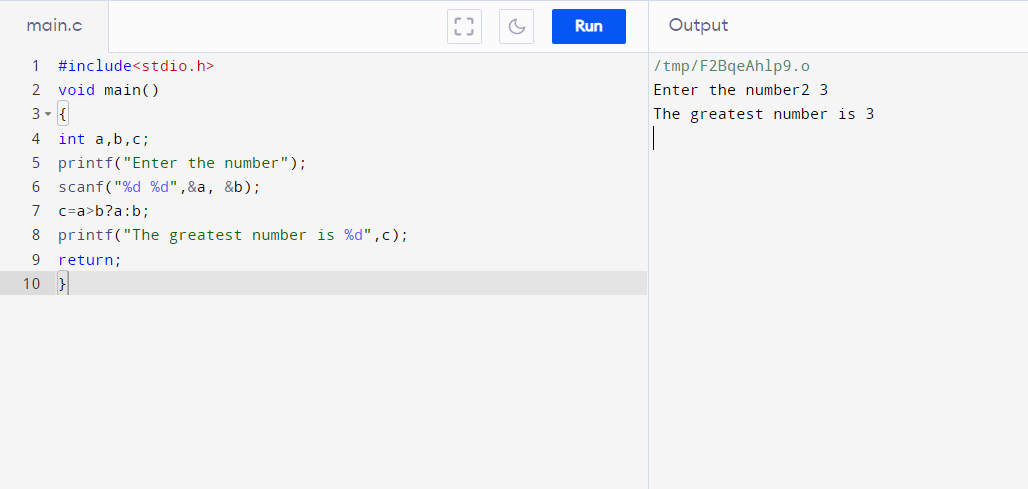 main.c
Run
Output
1 #include<stdio.h>
2 void main()
3 {
4 int a,b,c;
5 printf("Enter the number");
6 scanf("%d %d",&a, &b);
7 c=a>b?a:b;
8 printf("The greatest number is %d",c);
9 return;
10 }
/tmp/F2BqeAhlp9.o
Enter the number2 3
The greatest number is 3